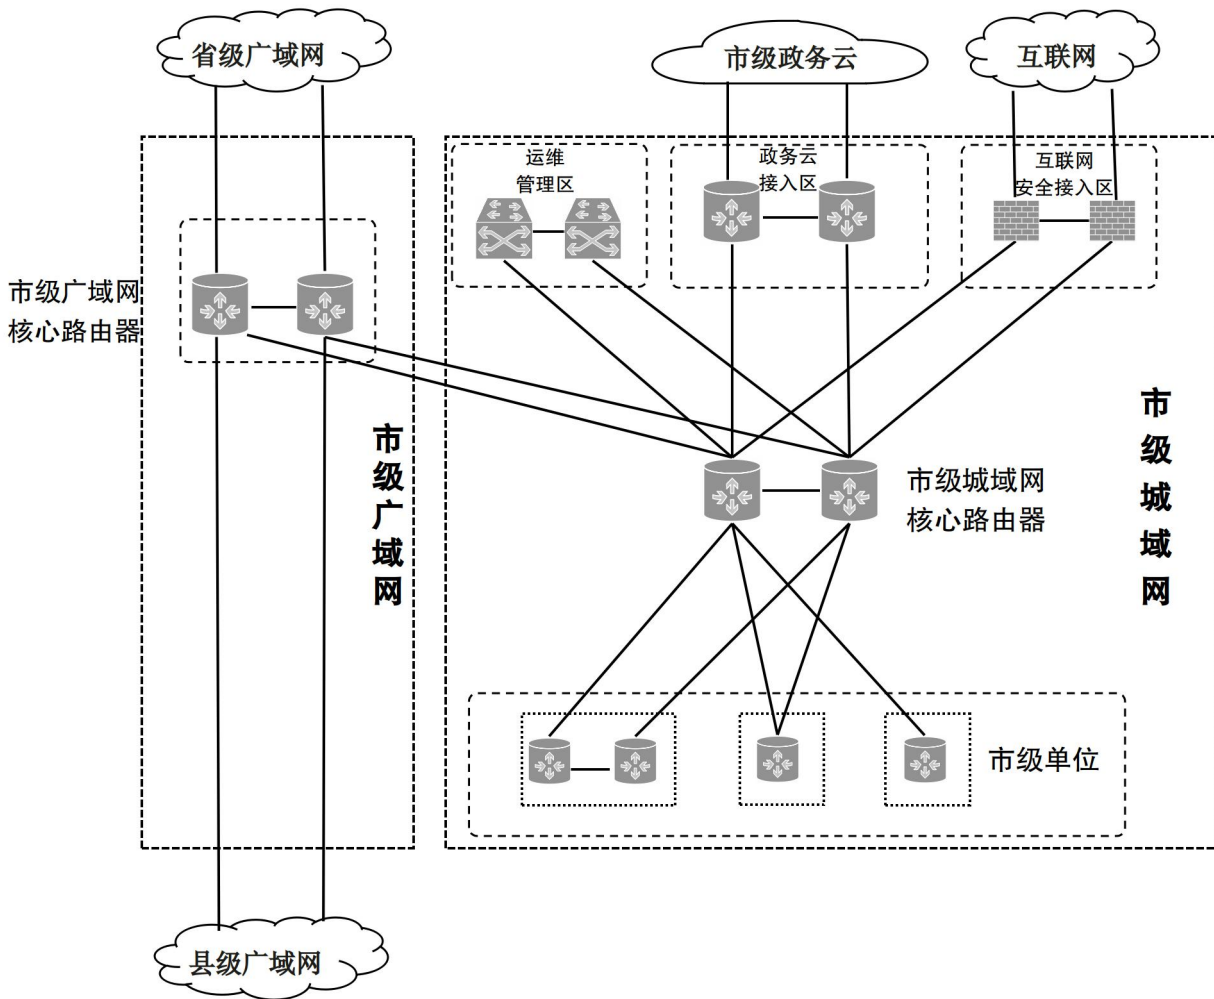 省级广域网
市级政务云
互联网
运维
管理区
政务云
接入区
互联网
安全接入区
市级广域网
核心路由器
市级广域网
市级城域网
核心路由器
市级城域网
市级单位
县级广域网